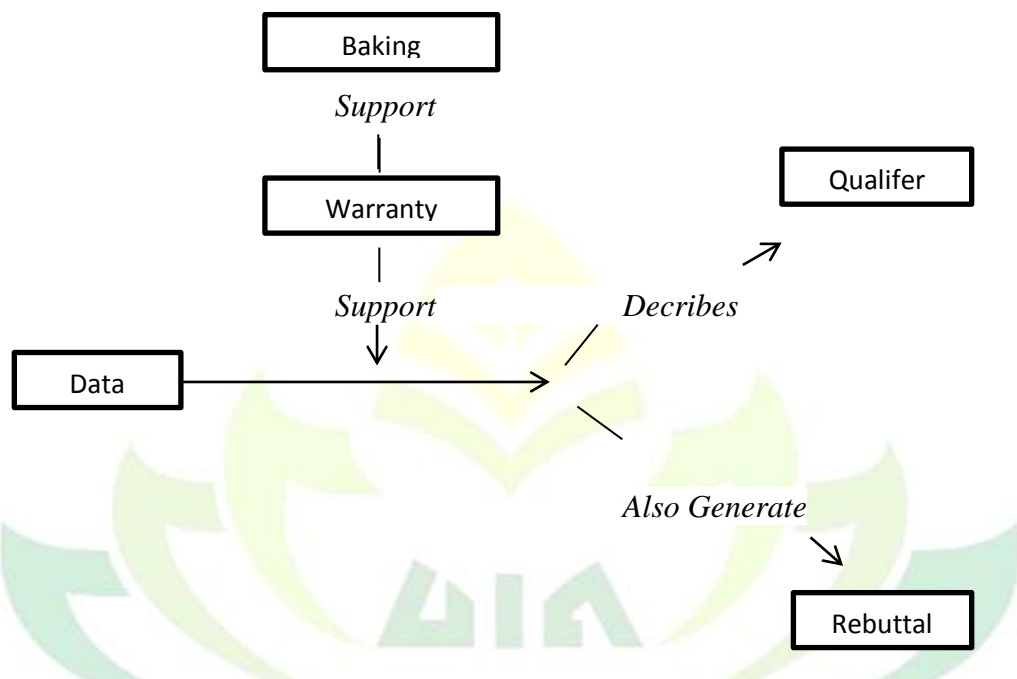 Baking
Support
Warranty
Qualifer
Support
Decribes
Data
Also Generate
Rebuttal